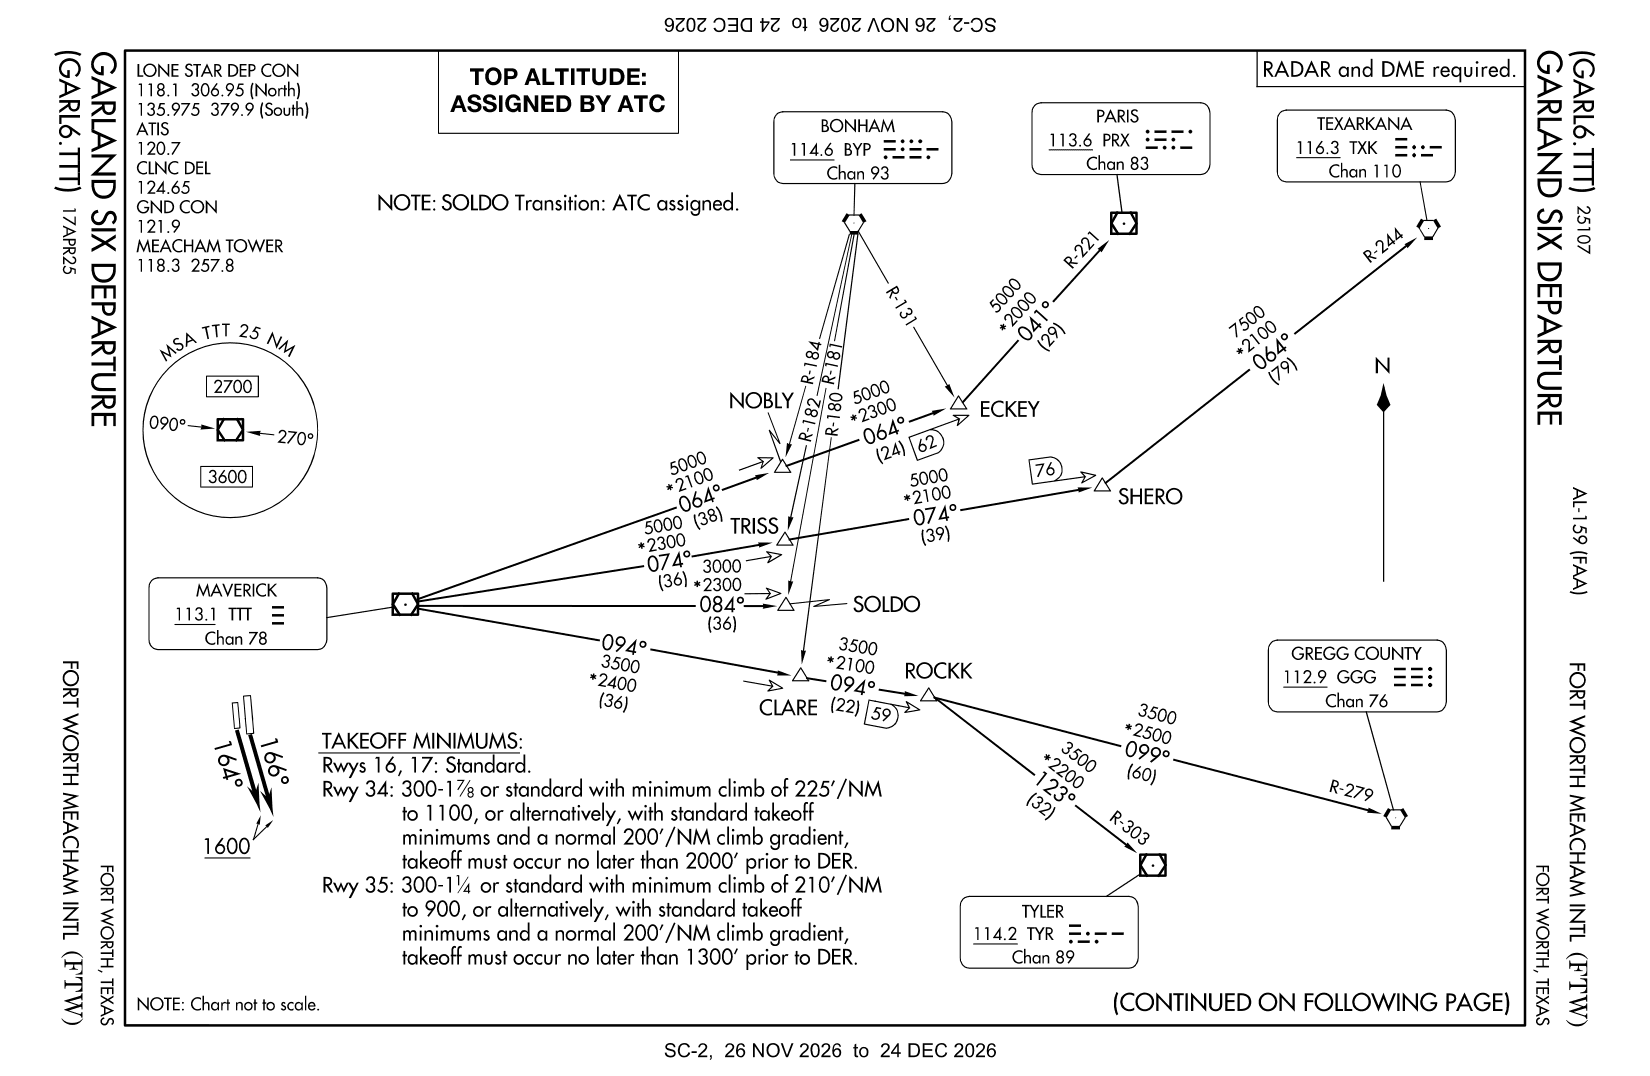 SC-2, 26 NOV 2026 to 24 DEC 2026
(GARL6.TTT) 17APR25
GARLAND SIX DEPARTURE
FORT WORTH MEACHAM INTL (FTW)
FORT WORTH, TEXAS
LONE STAR DEP CON
118.1 306.95 (North)
135.975 379.9 (South)
ATIS
120.7
CLNC DEL
124.65
GND CON
121.9
MEACHAM TOWER
118.3 257.8
TOP ALTITUDE:
ASSIGNED BY ATC
RADAR and DME required.
NOTE: SOLDO Transition: ATC assigned.
BONHAM
114.6 BYP
Chan 93
PARIS
113.6 PRX
Chan 83
TEXARKANA
116.3 TXK
Chan 110
MSA TTT 25 NM
2700
090°
270°
3600
R-131
R-184
R-181
R-182
R-180
R-221
5000
*2000
041°
(29)
R-244
7500
*2100
064°
(79)
N
NOBLY
5000
*2300
064°
(24)
62
ECKEY
5000
*2100
064°
(38)
TRISS
5000
*2100
074°
(39)
76
SHERO
5000
*2300
074°
(36)
3000
*2300
084°
(36)
SOLDO
MAVERICK
113.1 TTT
Chan 78
094°
3500
*2400
(36)
CLARE
3500
*2100
094°
(22)
59
ROCKK
GREGG COUNTY
112.9 GGG
Chan 76
3500
*2500
099°
(60)
R-279
3500
*2200
123°
(32)
R-303
TYLER
114.2 TYR
Chan 89
164°
166°
1600
TAKEOFF MINIMUMS:
Rwys 16, 17: Standard.
Rwy 34: 300-1⅞ or standard with minimum climb of 225'/NM
to 1100, or alternatively, with standard takeoff
minimums and a normal 200'/NM climb gradient,
takeoff must occur no later than 2000' prior to DER.
Rwy 35: 300-1¼ or standard with minimum climb of 210'/NM
to 900, or alternatively, with standard takeoff
minimums and a normal 200'/NM climb gradient,
takeoff must occur no later than 1300' prior to DER.
NOTE: Chart not to scale.
(CONTINUED ON FOLLOWING PAGE)
(GARL6.TTT) 25107
GARLAND SIX DEPARTURE
AL-159 (FAA)
FORT WORTH MEACHAM INTL (FTW)
FORT WORTH, TEXAS
SC-2, 26 NOV 2026 to 24 DEC 2026